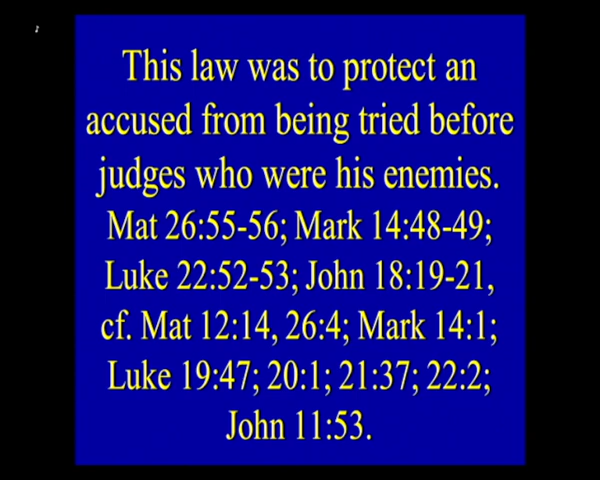 This law was to protect an
accused from being tried before
judges who were his enemies.
Mat 26:55-56; Mark 14:48-49;
Luke 22:52-53; John 18:19-21,
cf. Mat 12:14, 26:4; Mark 14:1;
Luke 19:47; 20:1; 21:37; 22:2;
John 11:53.